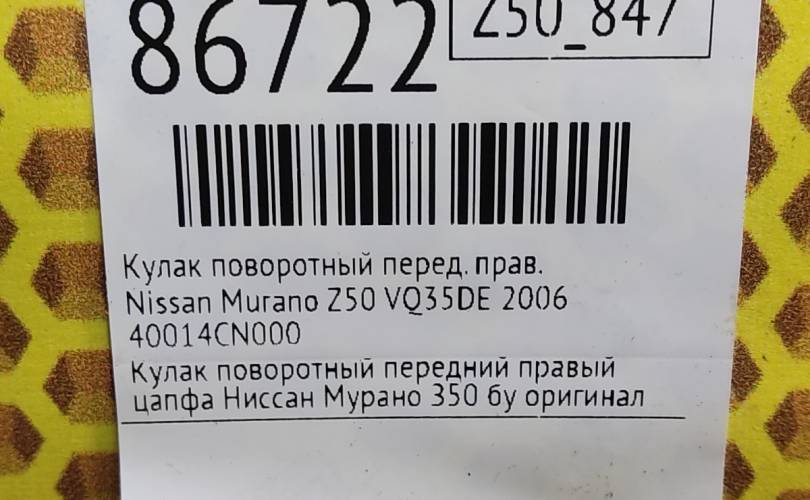 86722
Z50_847
Кулак поворотный перед. прав.
Nissan Murano Z50 VQ35DE 2006
40014CN000
Кулак поворотный передний правый
цапфа Ниссан Мурано З50 бу оригинал